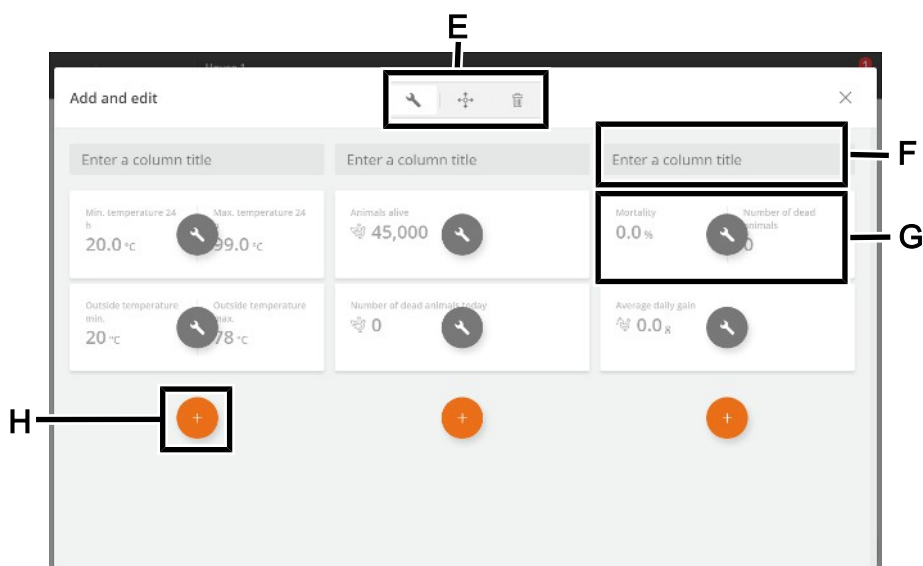 E
House 1
1
Add and edit
Enter a column title
Enter a column title
Enter a column title
F
Min. temperature 24
h
20.0 °C
Max. temperature 24
99.0 °C
Animals alive
45,000
Mortality
0.0 %
Number of dead
animals
0
G
Outside temperature
min.
20 °C
Outside temperature
max.
78 °C
Number of dead animals today
0
Average daily gain
0.0 g
H
+
+
+